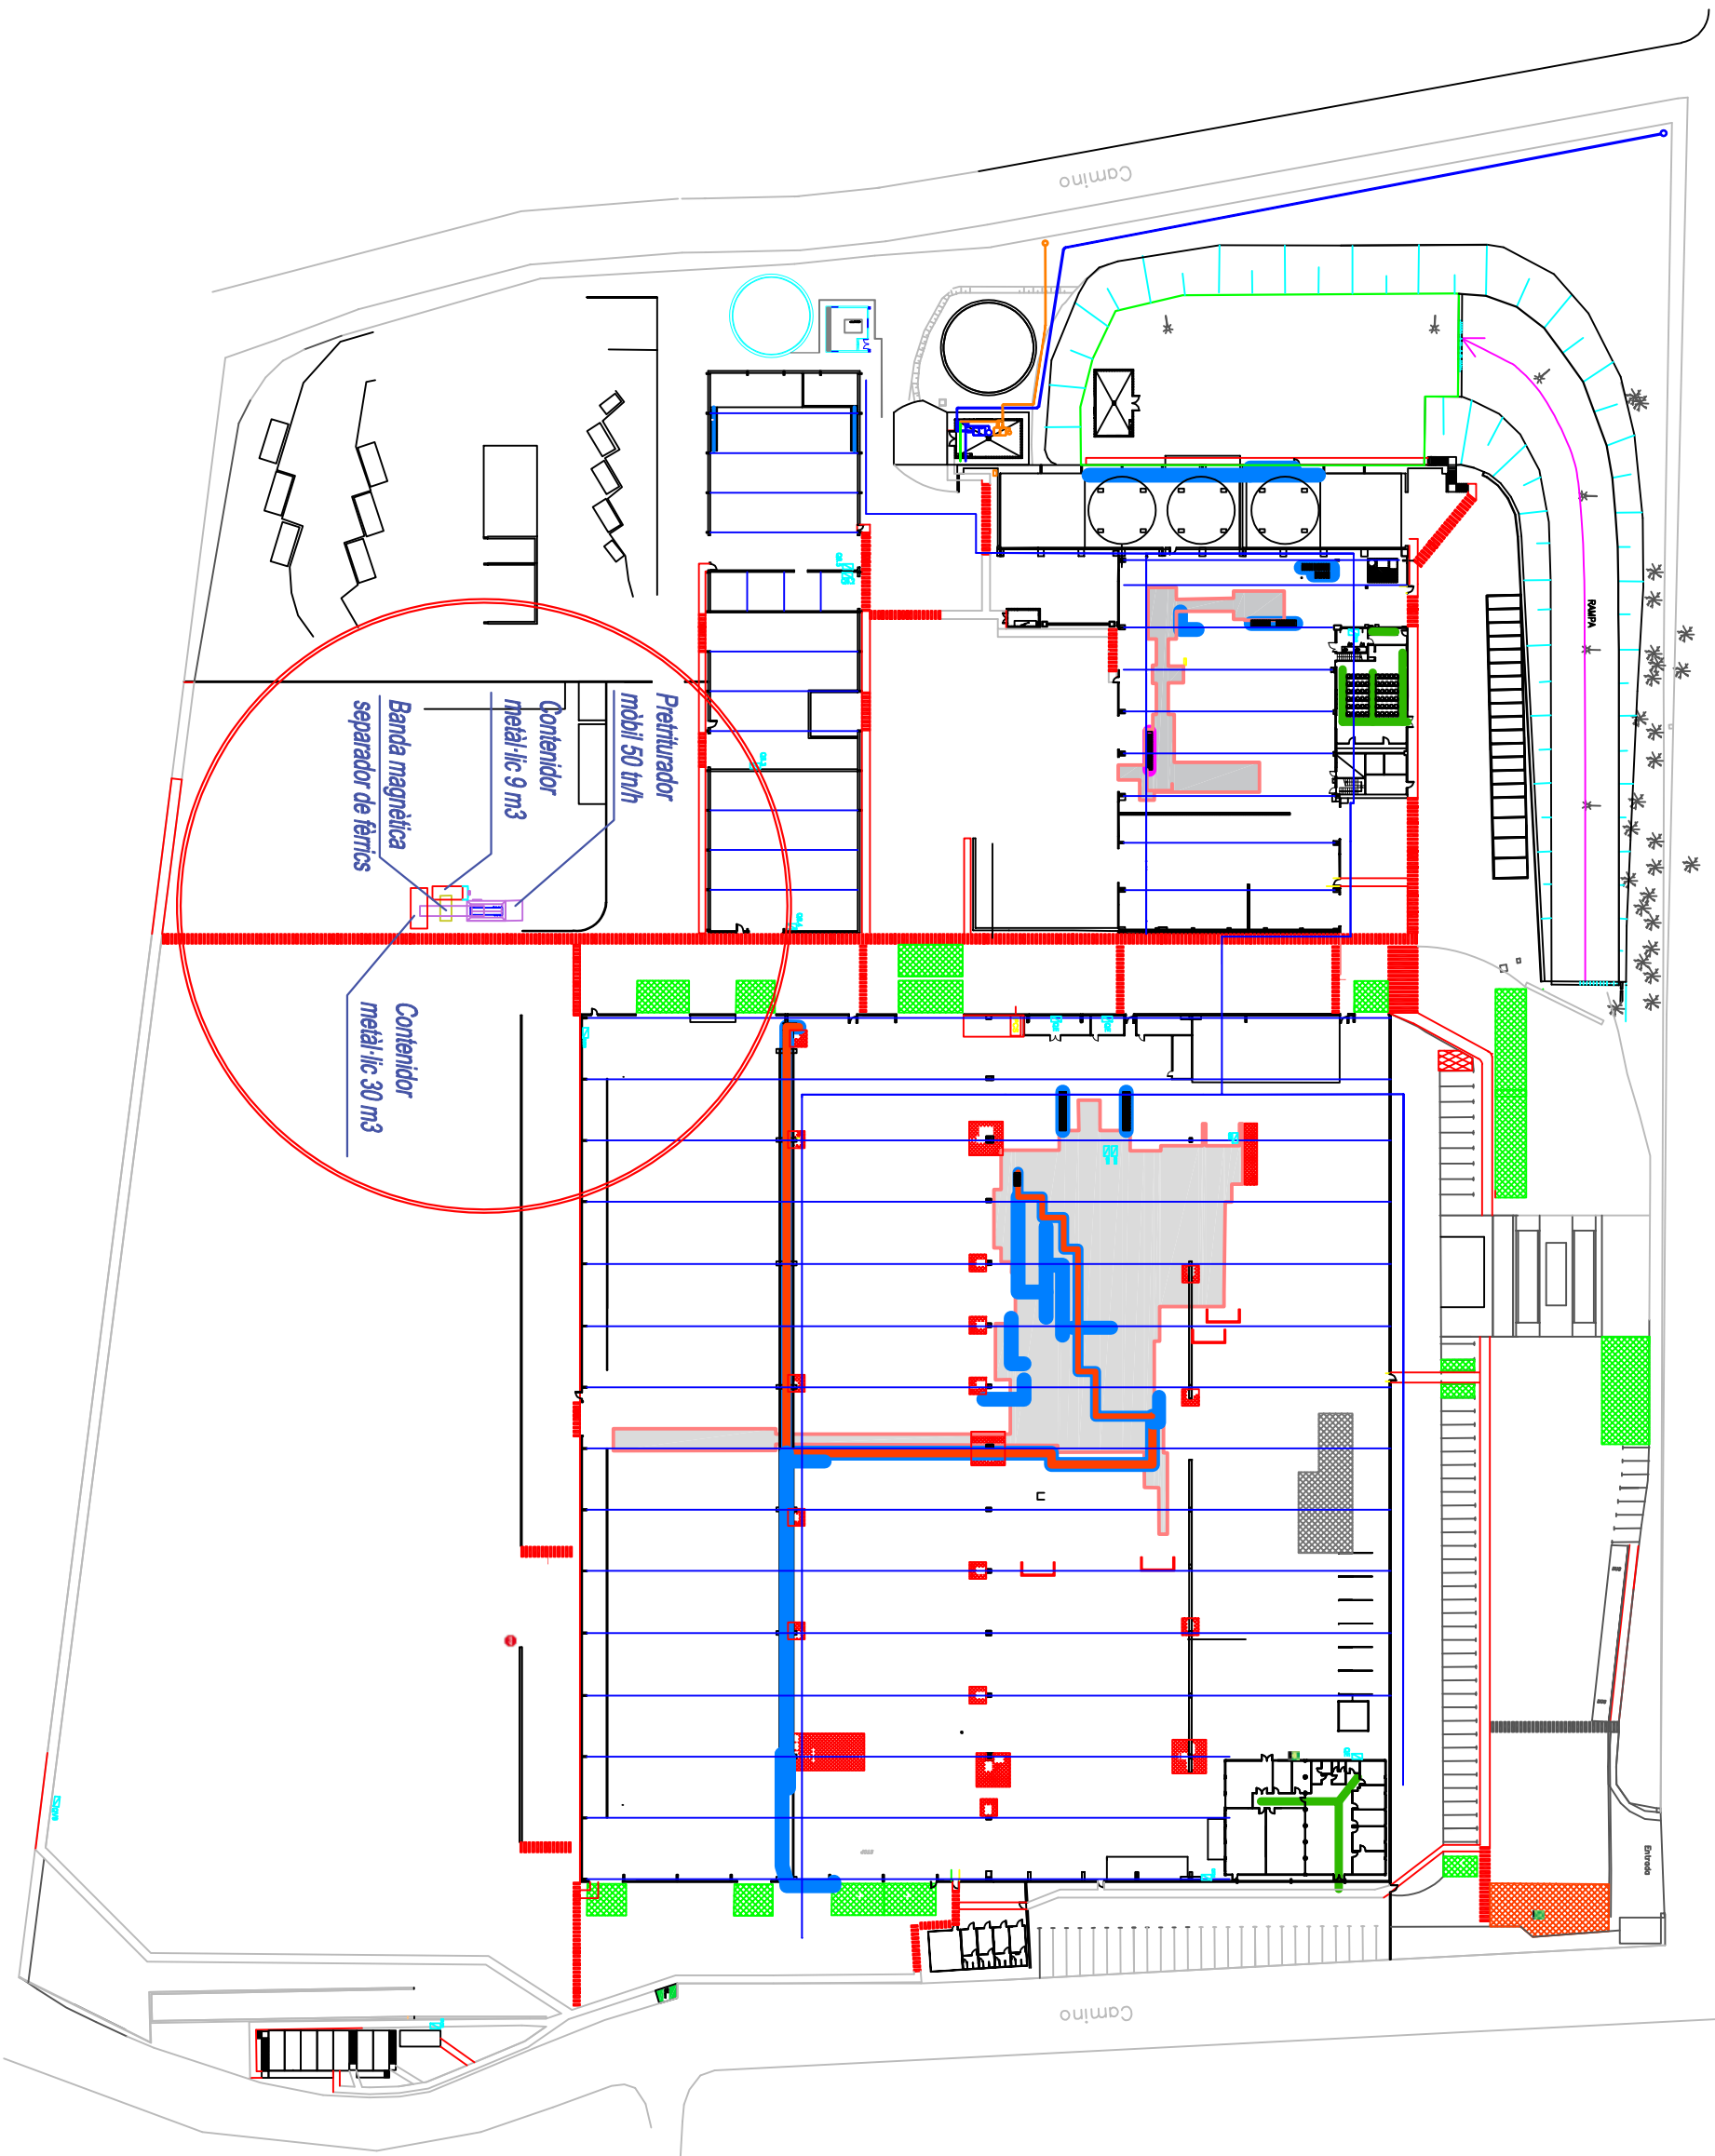 Camino
RAMPA
Pretriturador
mòbil 50 tn/h
Contenidor
metàl·lic 9 m3
Banda magnètica
separador de fèrrics
Contenidor
metàl·lic 30 m3
Entrada
Camino